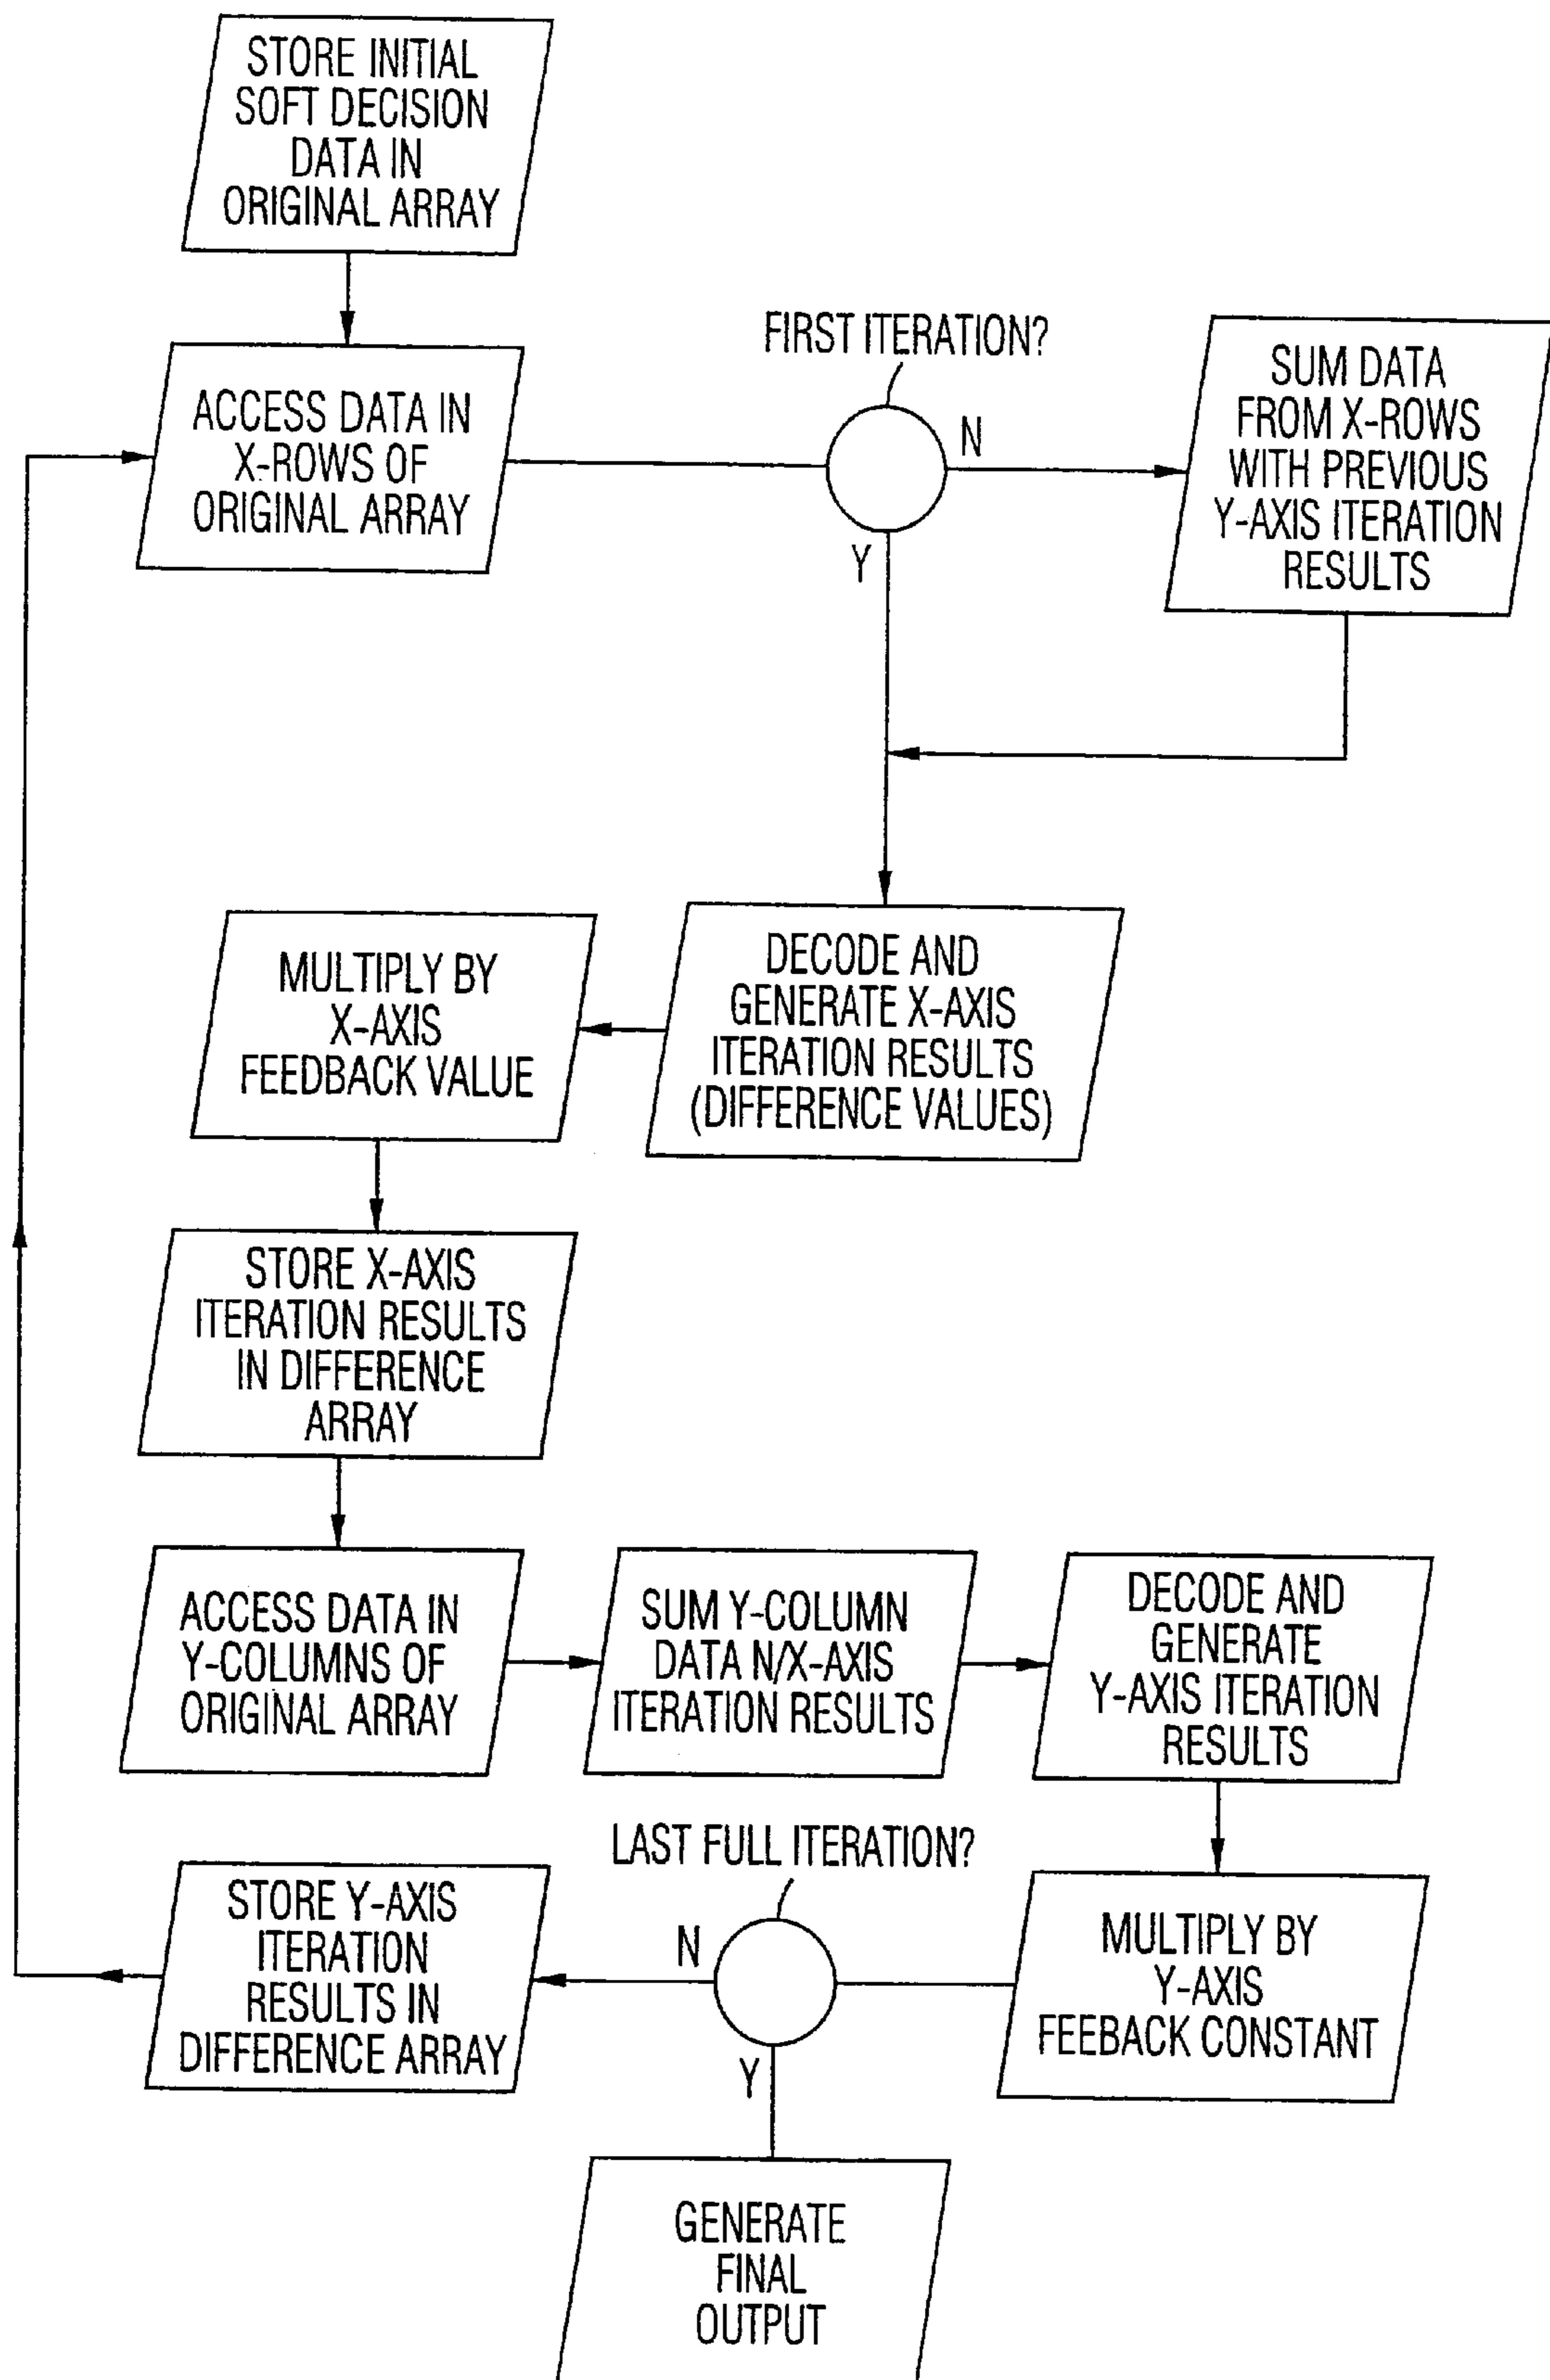 STORE INITIAL
SOFT DECISION
DATA IN
ORIGINAL ARRAY
ACCESS DATA IN
X-ROWS OF
ORIGINAL ARRAY
FIRST ITERATION?
N
Y
SUM DATA
FROM X-ROWS
WITH PREVIOUS
Y-AXIS ITERATION
RESULTS
DECODE AND
GENERATE X-AXIS
ITERATION RESULTS
(DIFFERENCE VALUES)
MULTIPLY BY
X-AXIS
FEEDBACK VALUE
STORE X-AXIS
ITERATION RESULTS
IN DIFFERENCE
ARRAY
ACCESS DATA IN
Y-COLUMNS OF
ORIGINAL ARRAY
SUM Y-COLUMN
DATA N/X-AXIS
ITERATION RESULTS
DECODE AND
GENERATE
Y-AXIS ITERATION
RESULTS
MULTIPLY BY
Y-AXIS
FEEBACK CONSTANT
LAST FULL ITERATION?
N
Y
STORE Y-AXIS
ITERATION
RESULTS IN
DIFFERENCE ARRAY
GENERATE
FINAL
OUTPUT